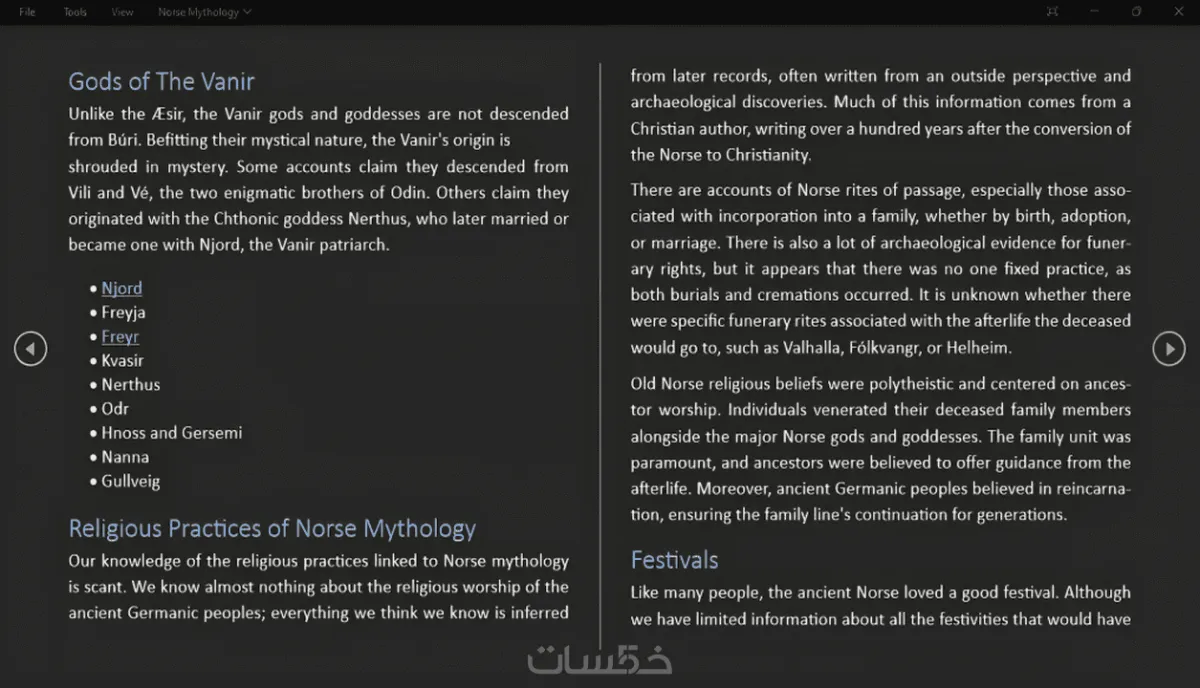 File Tools View Norse Mythology
Gods of The Vanir
Unlike the Æsir, the Vanir gods and goddesses are not descended
from Búri. Befitting their mystical nature, the Vanir's origin is
shrouded in mystery. Some accounts claim they descended from
Vili and Vé, the two enigmatic brothers of Odin. Others claim they
originated with the Chthonic goddess Nerthus, who later married or
became one with Njord, the Vanir patriarch.
• Njord
• Freyja
• Freyr
• Kvasir
• Nerthus
• Odr
• Hnoss and Gersemi
• Nanna
• Gullveig
Religious Practices of Norse Mythology
Our knowledge of the religious practices linked to Norse mythology
is scant. We know almost nothing about the religious worship of the
ancient Germanic peoples; everything we think we know is inferred
from later records, often written from an outside perspective and
archaeological discoveries. Much of this information comes from a
Christian author, writing over a hundred years after the conversion of
the Norse to Christianity.
There are accounts of Norse rites of passage, especially those asso-
ciated with incorporation into a family, whether by birth, adoption,
or marriage. There is also a lot of archaeological evidence for funer-
ary rights, but it appears that there was no one fixed practice, as
both burials and cremations occurred. It is unknown whether there
were specific funerary rites associated with the afterlife the deceased
would go to, such as Valhalla, Fólkvangr, or Helheim.
Old Norse religious beliefs were polytheistic and centered on ances-
tor worship. Individuals venerated their deceased family members
alongside the major Norse gods and goddesses. The family unit was
paramount, and ancestors were believed to offer guidance from the
afterlife. Moreover, ancient Germanic peoples believed in reincarna-
tion, ensuring the family line's continuation for generations.
Festivals
Like many people, the ancient Norse loved a good festival. Although
we have limited information about all the festivities that would have
خمسات